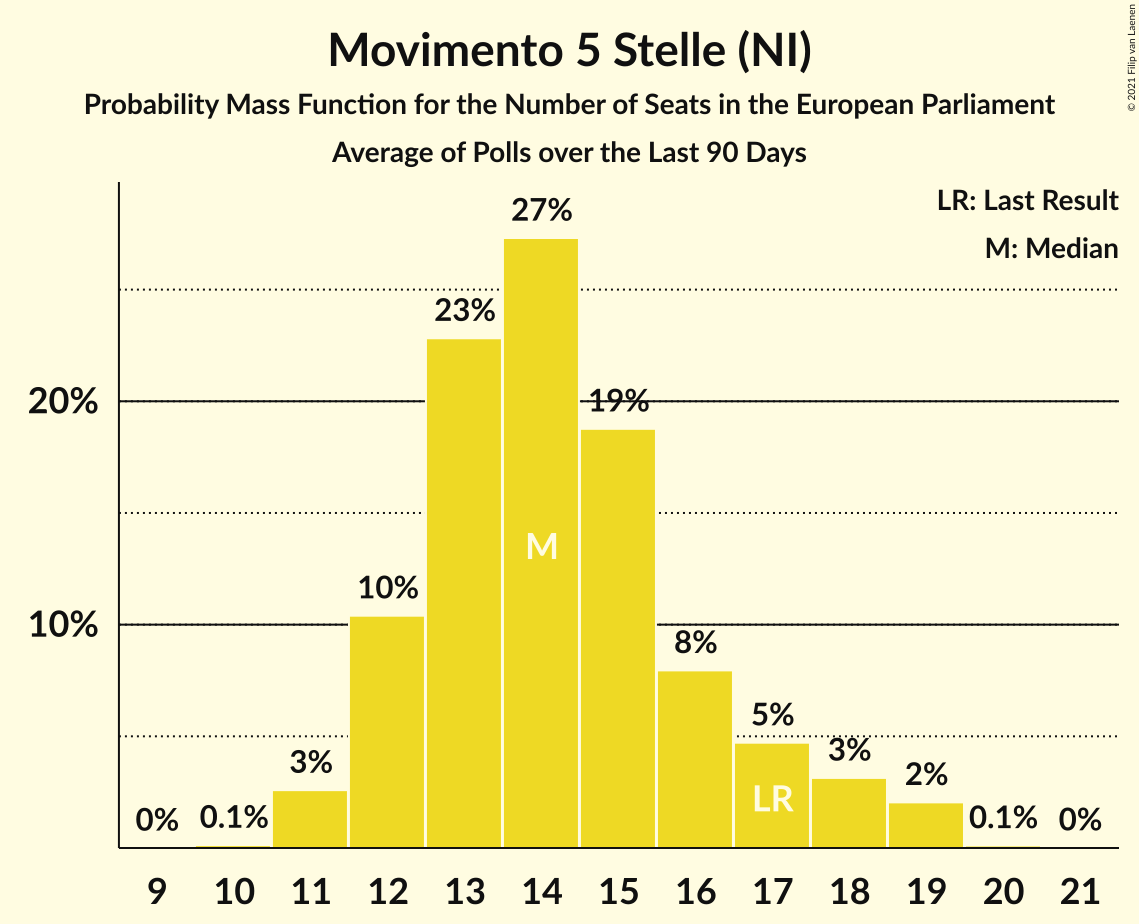 Movimento 5 Stelle (NI)
Probability Mass Function for the Number of Seats in the European Parliament
Average of Polls over the Last 90 Days
© 2021 Filip van Laenen
LR: Last Result
M: Median
27%
23%
20%
19%
M
10%
10%
8%
5%
3%
3%
2%
LR
0%
0.1%
0.1%
0%
9 10 11 12 13 14 15 16 17 18 19 20 21